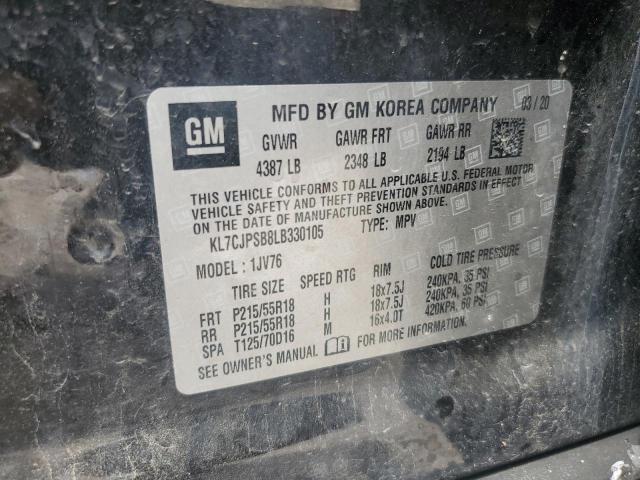 GM
MFD BY GM KOREA COMPANY 03/20
GVWR GAWR FRT GAWR RR
4387 LB 2348 LB 2194 LB
THIS VEHICLE CONFORMS TO ALL APPLICABLE U.S. FEDERAL MOTOR
VEHICLE SAFETY AND THEFT PREVENTION STANDARDS IN EFFECT
ON THE DATE OF MANUFACTURE SHOWN ABOVE.
KL7CJPSB8LB330105 TYPE: MPV
MODEL: 1JV76
TIRE SIZE SPEED RTG RIM COLD TIRE PRESSURE
FRT P215/55R18 H 18x7.5J 240KPA, 35 PSI
RR P215/55R18 H 18x7.5J 240KPA, 35 PSI
SPA T125/70D16 M 16x4.0T 420KPA, 60 PSI
SEE OWNER'S MANUAL FOR MORE INFORMATION.